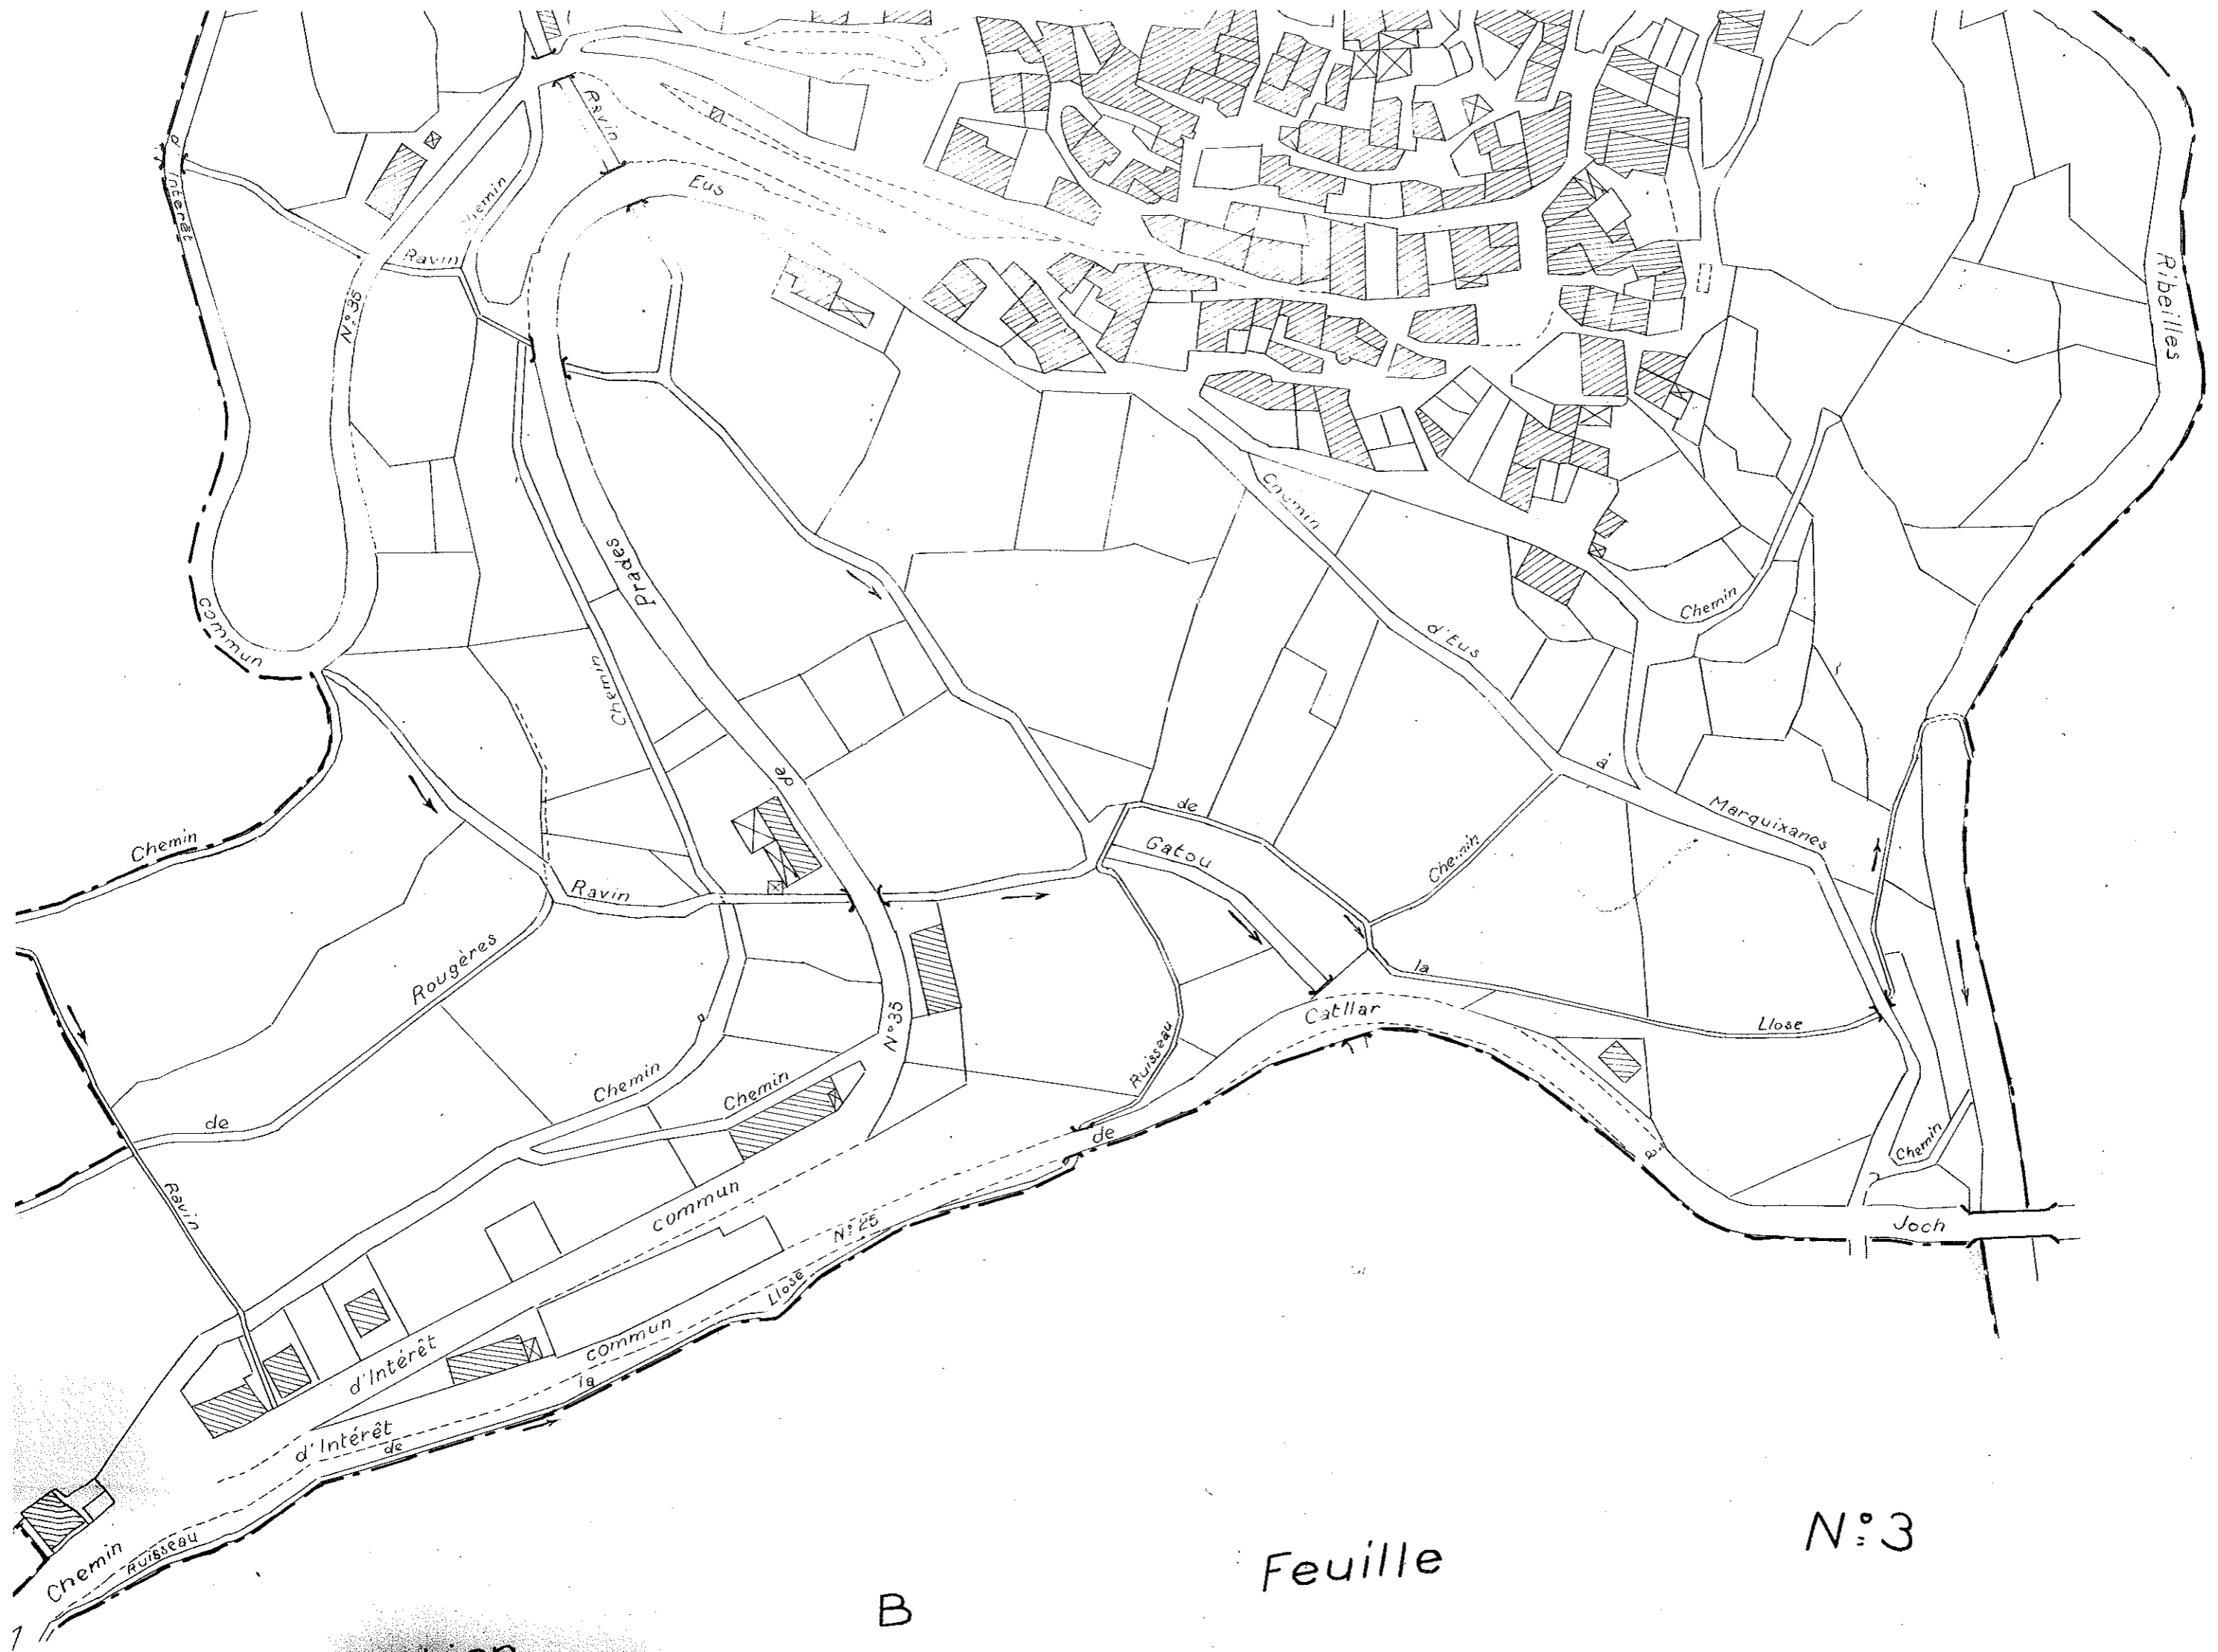 Ravin
Eus
d'Intérêt
Chemin
Ravin
N°35
Ribeilles
Chemin
d'Eus
à
Marquixanes
Prades
de
N°35
Chemin
commun
Chemin
Chemin
Chemin
de
Gatou
Ravin
Rougères
de
la
Llose
Catllar
Ruisseau
de
à
Joch
Chemin
Chemin
Chemin
Ravin
commun
d'Intérêt
N°25
Llose
commun
d'Intérêt
la
de
Chemin
Ruisseau
B
Feuille
N°3